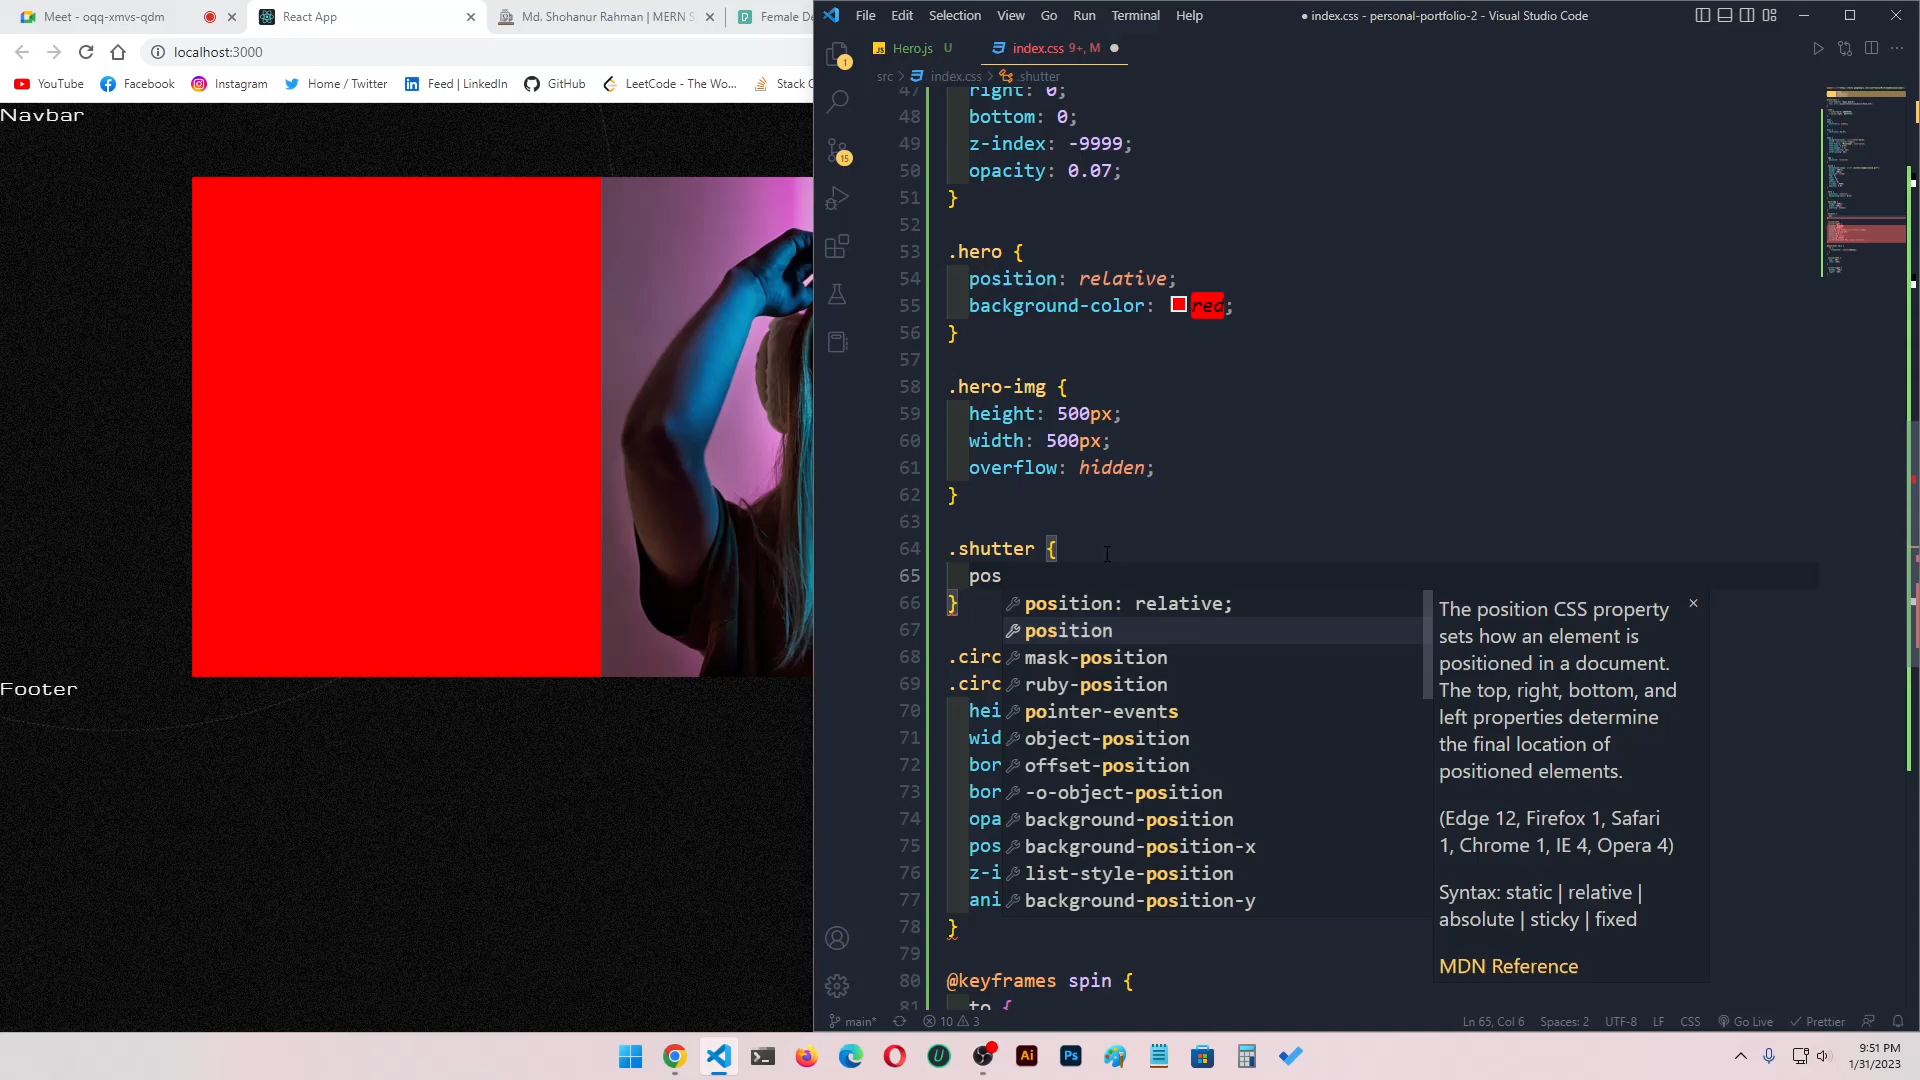 Meet - oqq-xmvs-qdm
React App
Md. Shohanur Rahman | MERN S
Female De
localhost:3000
YouTube
Facebook
Instagram
Home / Twitter
Feed | LinkedIn
GitHub
LeetCode - The Wo...
Stack O
Navbar
Footer
File Edit Selection View Go Run Terminal Help
index.css - personal-portfolio-2 - Visual Studio Code
Hero.js U
index.css 9+, M
src > index.css > .shutter
47 right: 0;
48 bottom: 0;
49 z-index: -9999;
50 opacity: 0.07;
51 }
52
53 .hero {
54 position: relative;
55 background-color: red;
56 }
57
58 .hero-img {
59 height: 500px;
60 width: 500px;
61 overflow: hidden;
62 }
63
64 .shutter {
65 pos
66 }
67
68 .circ
69 .circ
70 hei
71 wid
72 bor
73 bor
74 opa
75 pos
76 z-i
77 ani
78 }
79
80 @keyframes spin {
81 to {
position: relative;
position
mask-position
ruby-position
pointer-events
object-position
offset-position
-o-object-position
background-position
background-position-x
list-style-position
background-position-y
The position CSS property
sets how an element is
positioned in a document.
The top, right, bottom, and
left properties determine
the final location of
positioned elements.
(Edge 12, Firefox 1, Safari
1, Chrome 1, IE 4, Opera 4)
Syntax: static | relative |
absolute | sticky | fixed
MDN Reference
1
15
main* 10 3
Ln 65, Col 6 Spaces: 2 UTF-8 LF CSS Go Live Prettier
Ai
Ps
9:51 PM
1/31/2023